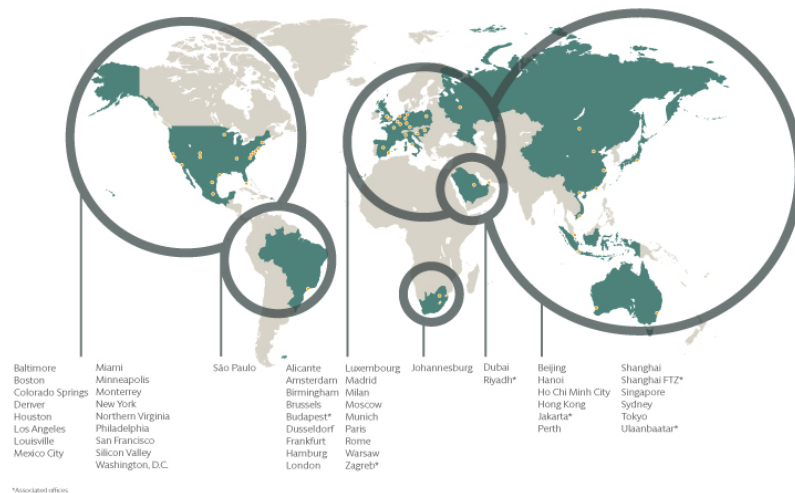 Baltimore
Boston
Colorado Springs
Denver
Houston
Los Angeles
Louisville
Mexico City
Miami
Minneapolis
Monterrey
New York
Northern Virginia
Philadelphia
San Francisco
Silicon Valley
Washington, D.C.
São Paulo
Alicante
Amsterdam
Birmingham
Brussels
Budapest*
Dusseldorf
Frankfurt
Hamburg
London
Luxembourg
Madrid
Milan
Moscow
Munich
Paris
Rome
Warsaw
Zagreb*
Johannesburg
Dubai
Riyadh*
Beijing
Hanoi
Ho Chi Minh City
Hong Kong
Jakarta*
Perth
Shanghai
Shanghai FTZ*
Singapore
Sydney
Tokyo
Ulaanbaatar*
*Associated offices